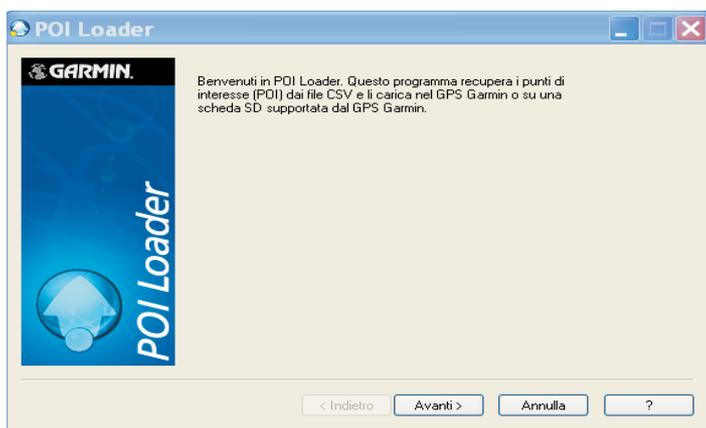 POI Loader
GARMIN.
POI Loader
Benvenuti in POI Loader. Questo programma recupera i punti di
interesse (POI) dai file CSV e li carica nel GPS Garmin o su una
scheda SD supportata dal GPS Garmin.
< Indietro
Avanti >
Annulla
?